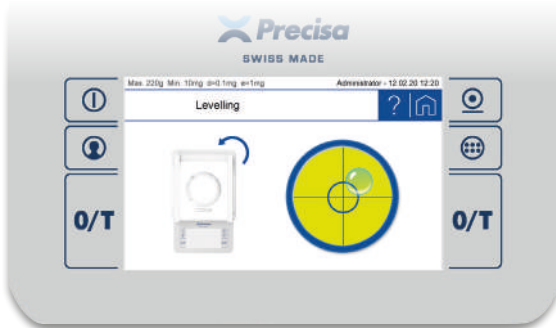 Precisa
SWISS MADE
Max. 220g Min. 10mg d=0.1mg e=1mg
Administrator - 12.02.20 12:20
Levelling
?
0/T
0/T